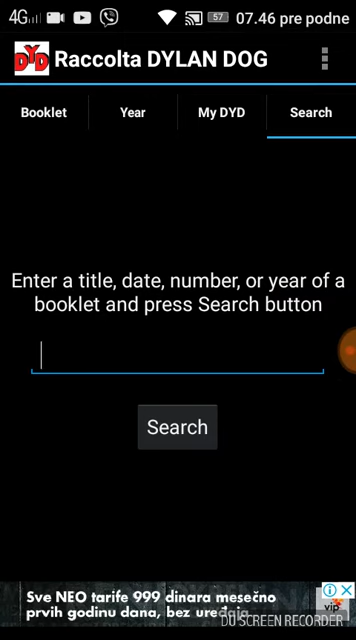 4G 57 07.46 pre podne
DYD Raccolta DYLAN DOG
Booklet Year My DYD Search
Enter a title, date, number, or year of a
booklet and press Search button
Search
Sve NEO tarife 999 dinara mesečno
prvih godinu dana, bez uređaja
vip
DU SCREEN RECORDER